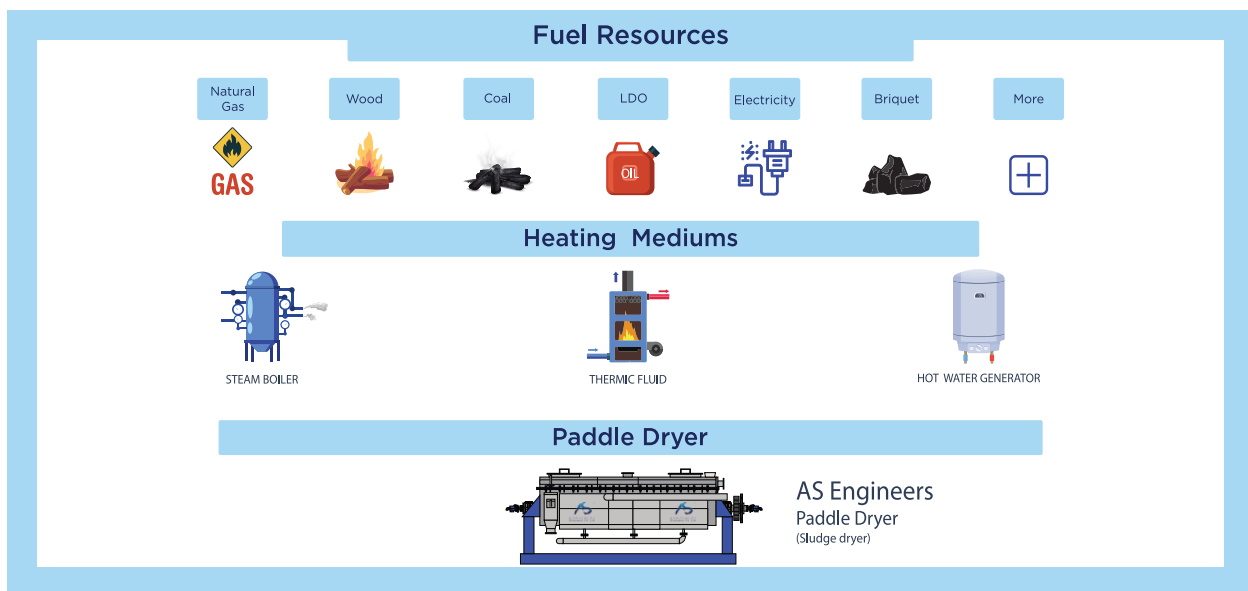 Fuel Resources
Natural
Gas
Wood
Coal
LDO
Electricity
Briquet
More
GAS
OIL
Heating Mediums
STEAM BOILER
THERMIC FLUID
HOT WATER GENERATOR
Paddle Dryer
AS Engineers
Paddle Dryer
(Sludge dryer)